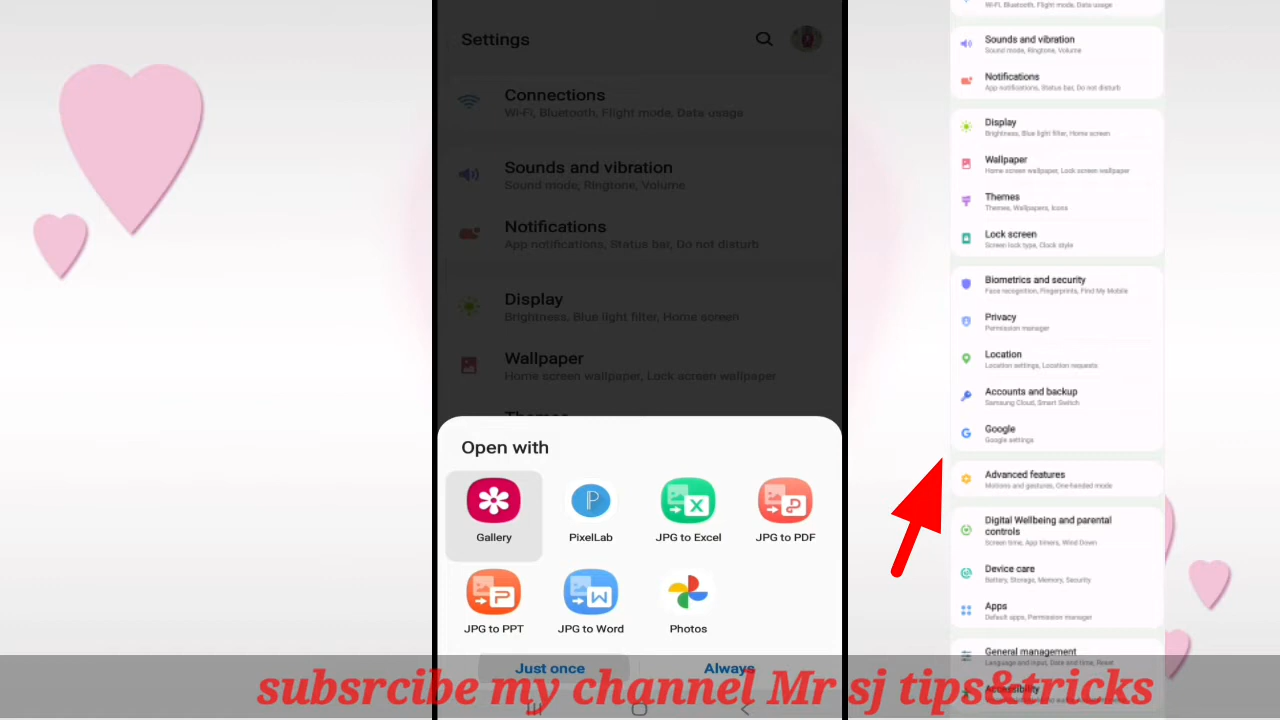 Settings
Connections
Wi-Fi, Bluetooth, Flight mode, Data usage
Sounds and vibration
Sound mode, Ringtone, Volume
Notifications
App notifications, Status bar, Do not disturb
Display
Brightness, Blue light filter, Home screen
Wallpaper
Home screen wallpaper, Lock screen wallpaper
Themes
Open with
Gallery
PixelLab
JPG to Excel
JPG to PDF
JPG to PPT
JPG to Word
Photos
Just once
Always
Wi-Fi, Bluetooth, Flight mode, Data usage
Sounds and vibration
Sound mode, Ringtone, Volume
Notifications
App notifications, Status bar, Do not disturb
Display
Brightness, Blue light filter, Home screen
Wallpaper
Home screen wallpaper, Lock screen wallpaper
Themes
Themes, Wallpapers, Icons
Lock screen
Screen lock type, Clock style
Biometrics and security
Face recognition, Fingerprints, Find My Mobile
Privacy
Permission manager
Location
Location settings, Location requests
Accounts and backup
Samsung Cloud, Smart Switch
Google
Google settings
Advanced features
Motions and gestures, One-handed mode
Digital Wellbeing and parental
controls
Screen time, App timers, Wind Down
Device care
Battery, Storage, Memory, Security
Apps
Default apps, Permission manager
General management
Language and input, Date and time, Reset
Accessibility
subsrcibe my channel Mr sj tips&tricks